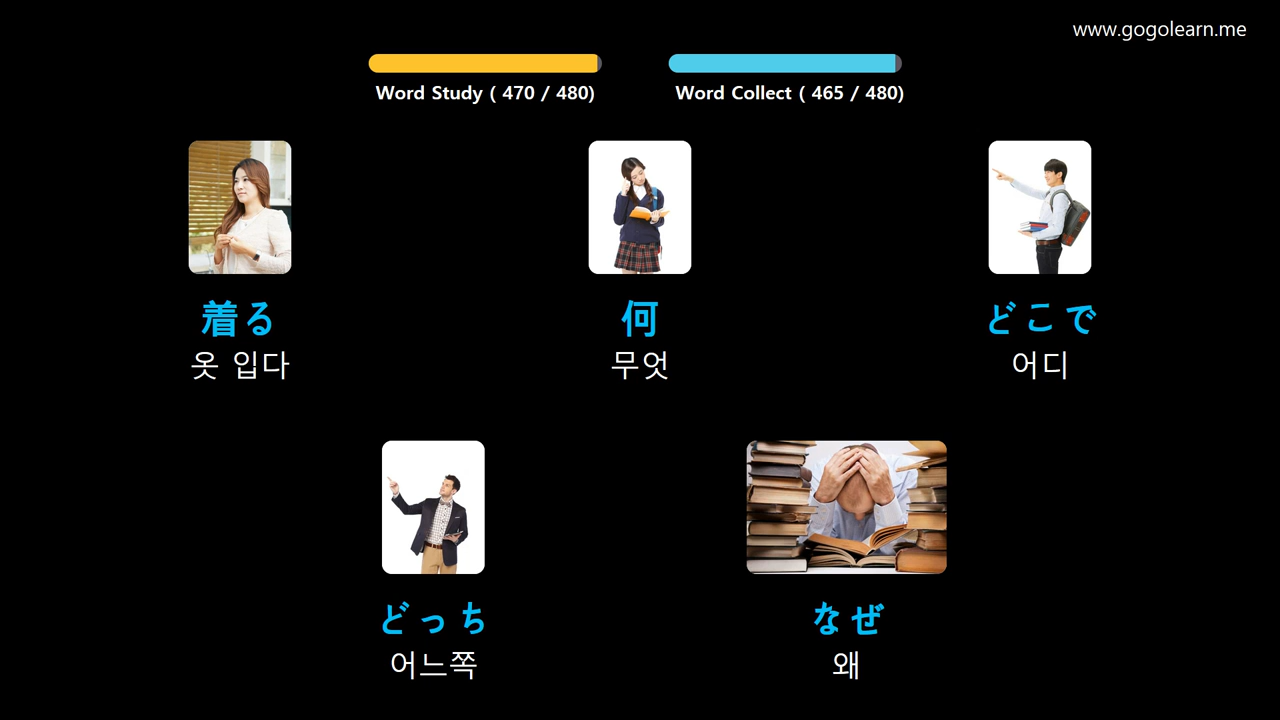 www.gogolearn.me
Word Study ( 470 / 480)
Word Collect ( 465 / 480)
着る
옷 입다
何
무엇
どこで
어디
どっち
어느쪽
なぜ
왜